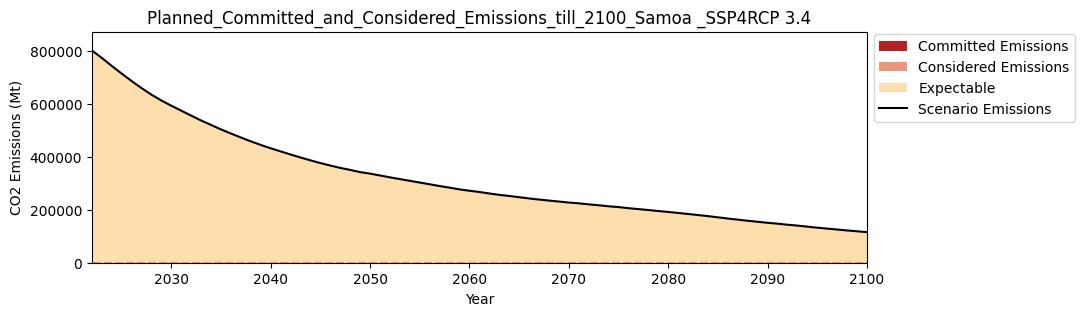 Planned_Committed_and_Considered_Emissions_till_2100_Samoa _SSP4RCP 3.4
Committed Emissions
Considered Emissions
Expectable
Scenario Emissions
CO2 Emissions (Mt)
800000
600000
400000
200000
0
2030 2040 2050 2060 2070 2080 2090 2100
Year